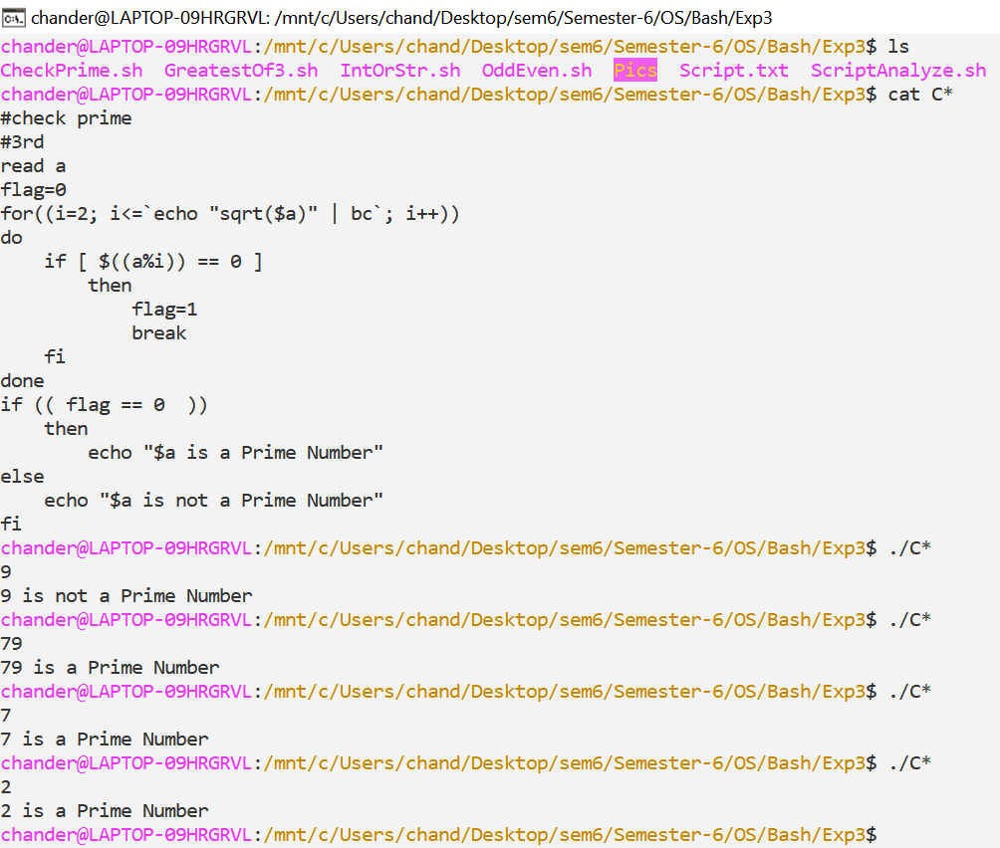 chander@LAPTOP-09HRGRVL: /mnt/c/Users/chand/Desktop/sem6/Semester-6/OS/Bash/Exp3
chander@LAPTOP-09HRGRVL:/mnt/c/Users/chand/Desktop/sem6/Semester-6/OS/Bash/Exp3$ ls
CheckPrime.sh  GreatestOf3.sh  IntOrStr.sh  OddEven.sh  Pics  Script.txt  ScriptAnalyze.sh
chander@LAPTOP-09HRGRVL:/mnt/c/Users/chand/Desktop/sem6/Semester-6/OS/Bash/Exp3$ cat C*
#check prime
#3rd
read a
flag=0
for((i=2; i<=`echo "sqrt($a)" | bc`; i++))
do
    if [ $((a%i)) == 0 ]
        then
            flag=1
            break
    fi
done
if (( flag == 0  ))
    then
        echo "$a is a Prime Number"
else
    echo "$a is not a Prime Number"
fi
chander@LAPTOP-09HRGRVL:/mnt/c/Users/chand/Desktop/sem6/Semester-6/OS/Bash/Exp3$ ./C*
9
9 is not a Prime Number
chander@LAPTOP-09HRGRVL:/mnt/c/Users/chand/Desktop/sem6/Semester-6/OS/Bash/Exp3$ ./C*
79
79 is a Prime Number
chander@LAPTOP-09HRGRVL:/mnt/c/Users/chand/Desktop/sem6/Semester-6/OS/Bash/Exp3$ ./C*
7
7 is a Prime Number
chander@LAPTOP-09HRGRVL:/mnt/c/Users/chand/Desktop/sem6/Semester-6/OS/Bash/Exp3$ ./C*
2
2 is a Prime Number
chander@LAPTOP-09HRGRVL:/mnt/c/Users/chand/Desktop/sem6/Semester-6/OS/Bash/Exp3$